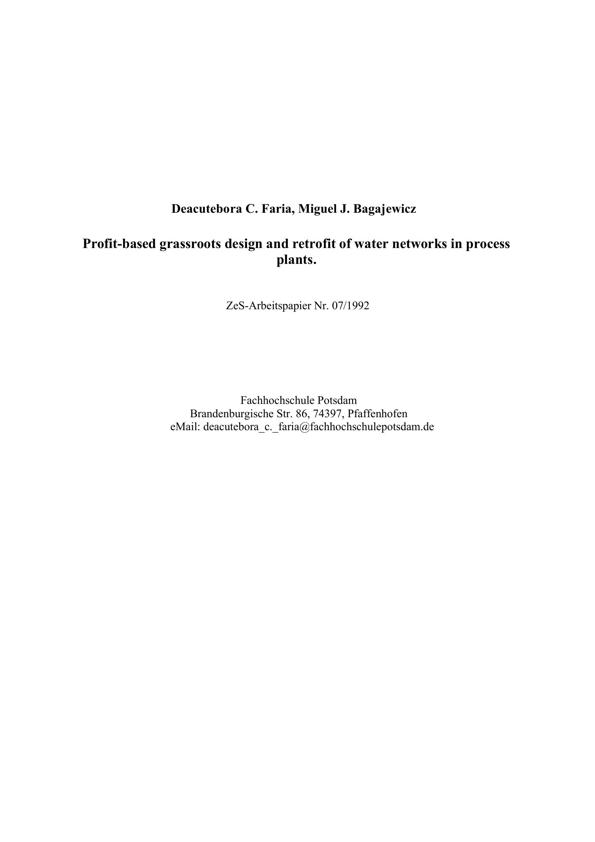 Deacutebora C. Faria, Miguel J. Bagajewicz
Profit-based grassroots design and retrofit of water networks in process
plants.
ZeS-Arbeitspapier Nr. 07/1992
Fachhochschule Potsdam
Brandenburgische Str. 86, 74397, Pfaffenhofen
eMail: deacutebora_c._faria@fachhochschulepotsdam.de